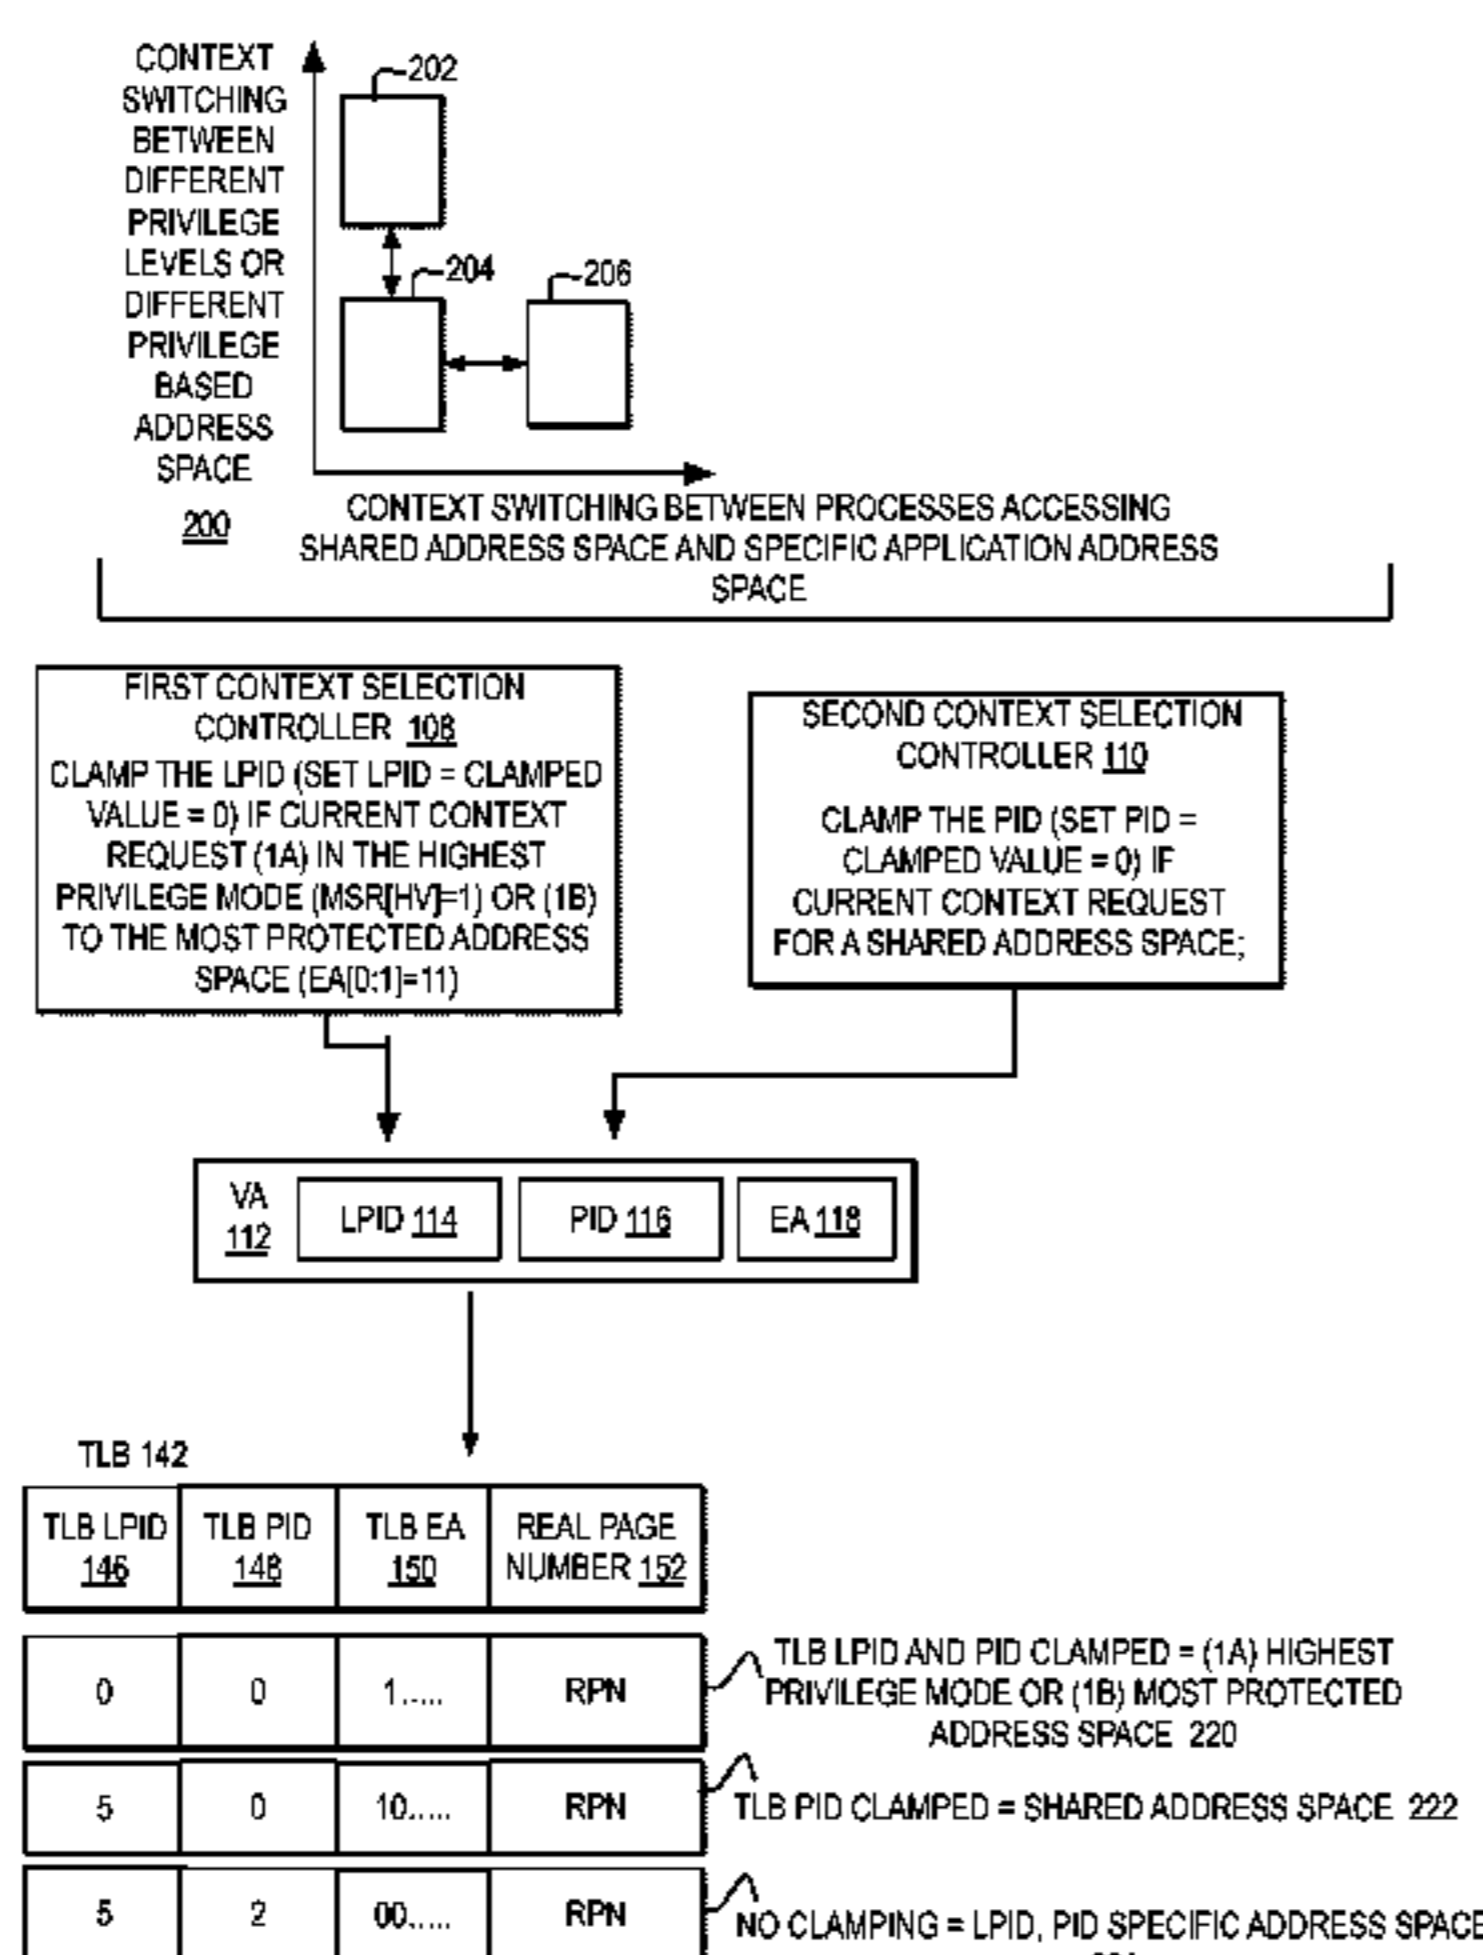 CONTEXT
SWITCHING
BETWEEN
DIFFERENT
PRIVILEGE
LEVELS OR
DIFFERENT
PRIVILEGE
BASED
ADDRESS
SPACE
200
202
204
206
CONTEXT SWITCHING BETWEEN PROCESSES ACCESSING
SHARED ADDRESS SPACE AND SPECIFIC APPLICATION ADDRESS
SPACE
FIRST CONTEXT SELECTION
CONTROLLER 108
CLAMP THE LPID (SET LPID = CLAMPED
VALUE = 0) IF CURRENT CONTEXT
REQUEST (1A) IN THE HIGHEST
PRIVILEGE MODE (MSR[HV]=1) OR (1B)
TO THE MOST PROTECTED ADDRESS
SPACE (EA[0:1]=11)
SECOND CONTEXT SELECTION
CONTROLLER 110
CLAMP THE PID (SET PID =
CLAMPED VALUE = 0) IF
CURRENT CONTEXT REQUEST
FOR A SHARED ADDRESS SPACE;
VA
112
LPID 114
PID 116
EA 118
TLB 142
TLB LPID
146
TLB PID
148
TLB EA
150
REAL PAGE
NUMBER 152
0 0 1..... RPN
TLB LPID AND PID CLAMPED = (1A) HIGHEST
PRIVILEGE MODE OR (1B) MOST PROTECTED
ADDRESS SPACE 220
5 0 10..... RPN
TLB PID CLAMPED = SHARED ADDRESS SPACE 222
5 2 00..... RPN
NO CLAMPING = LPID, PID SPECIFIC ADDRESS SPACE